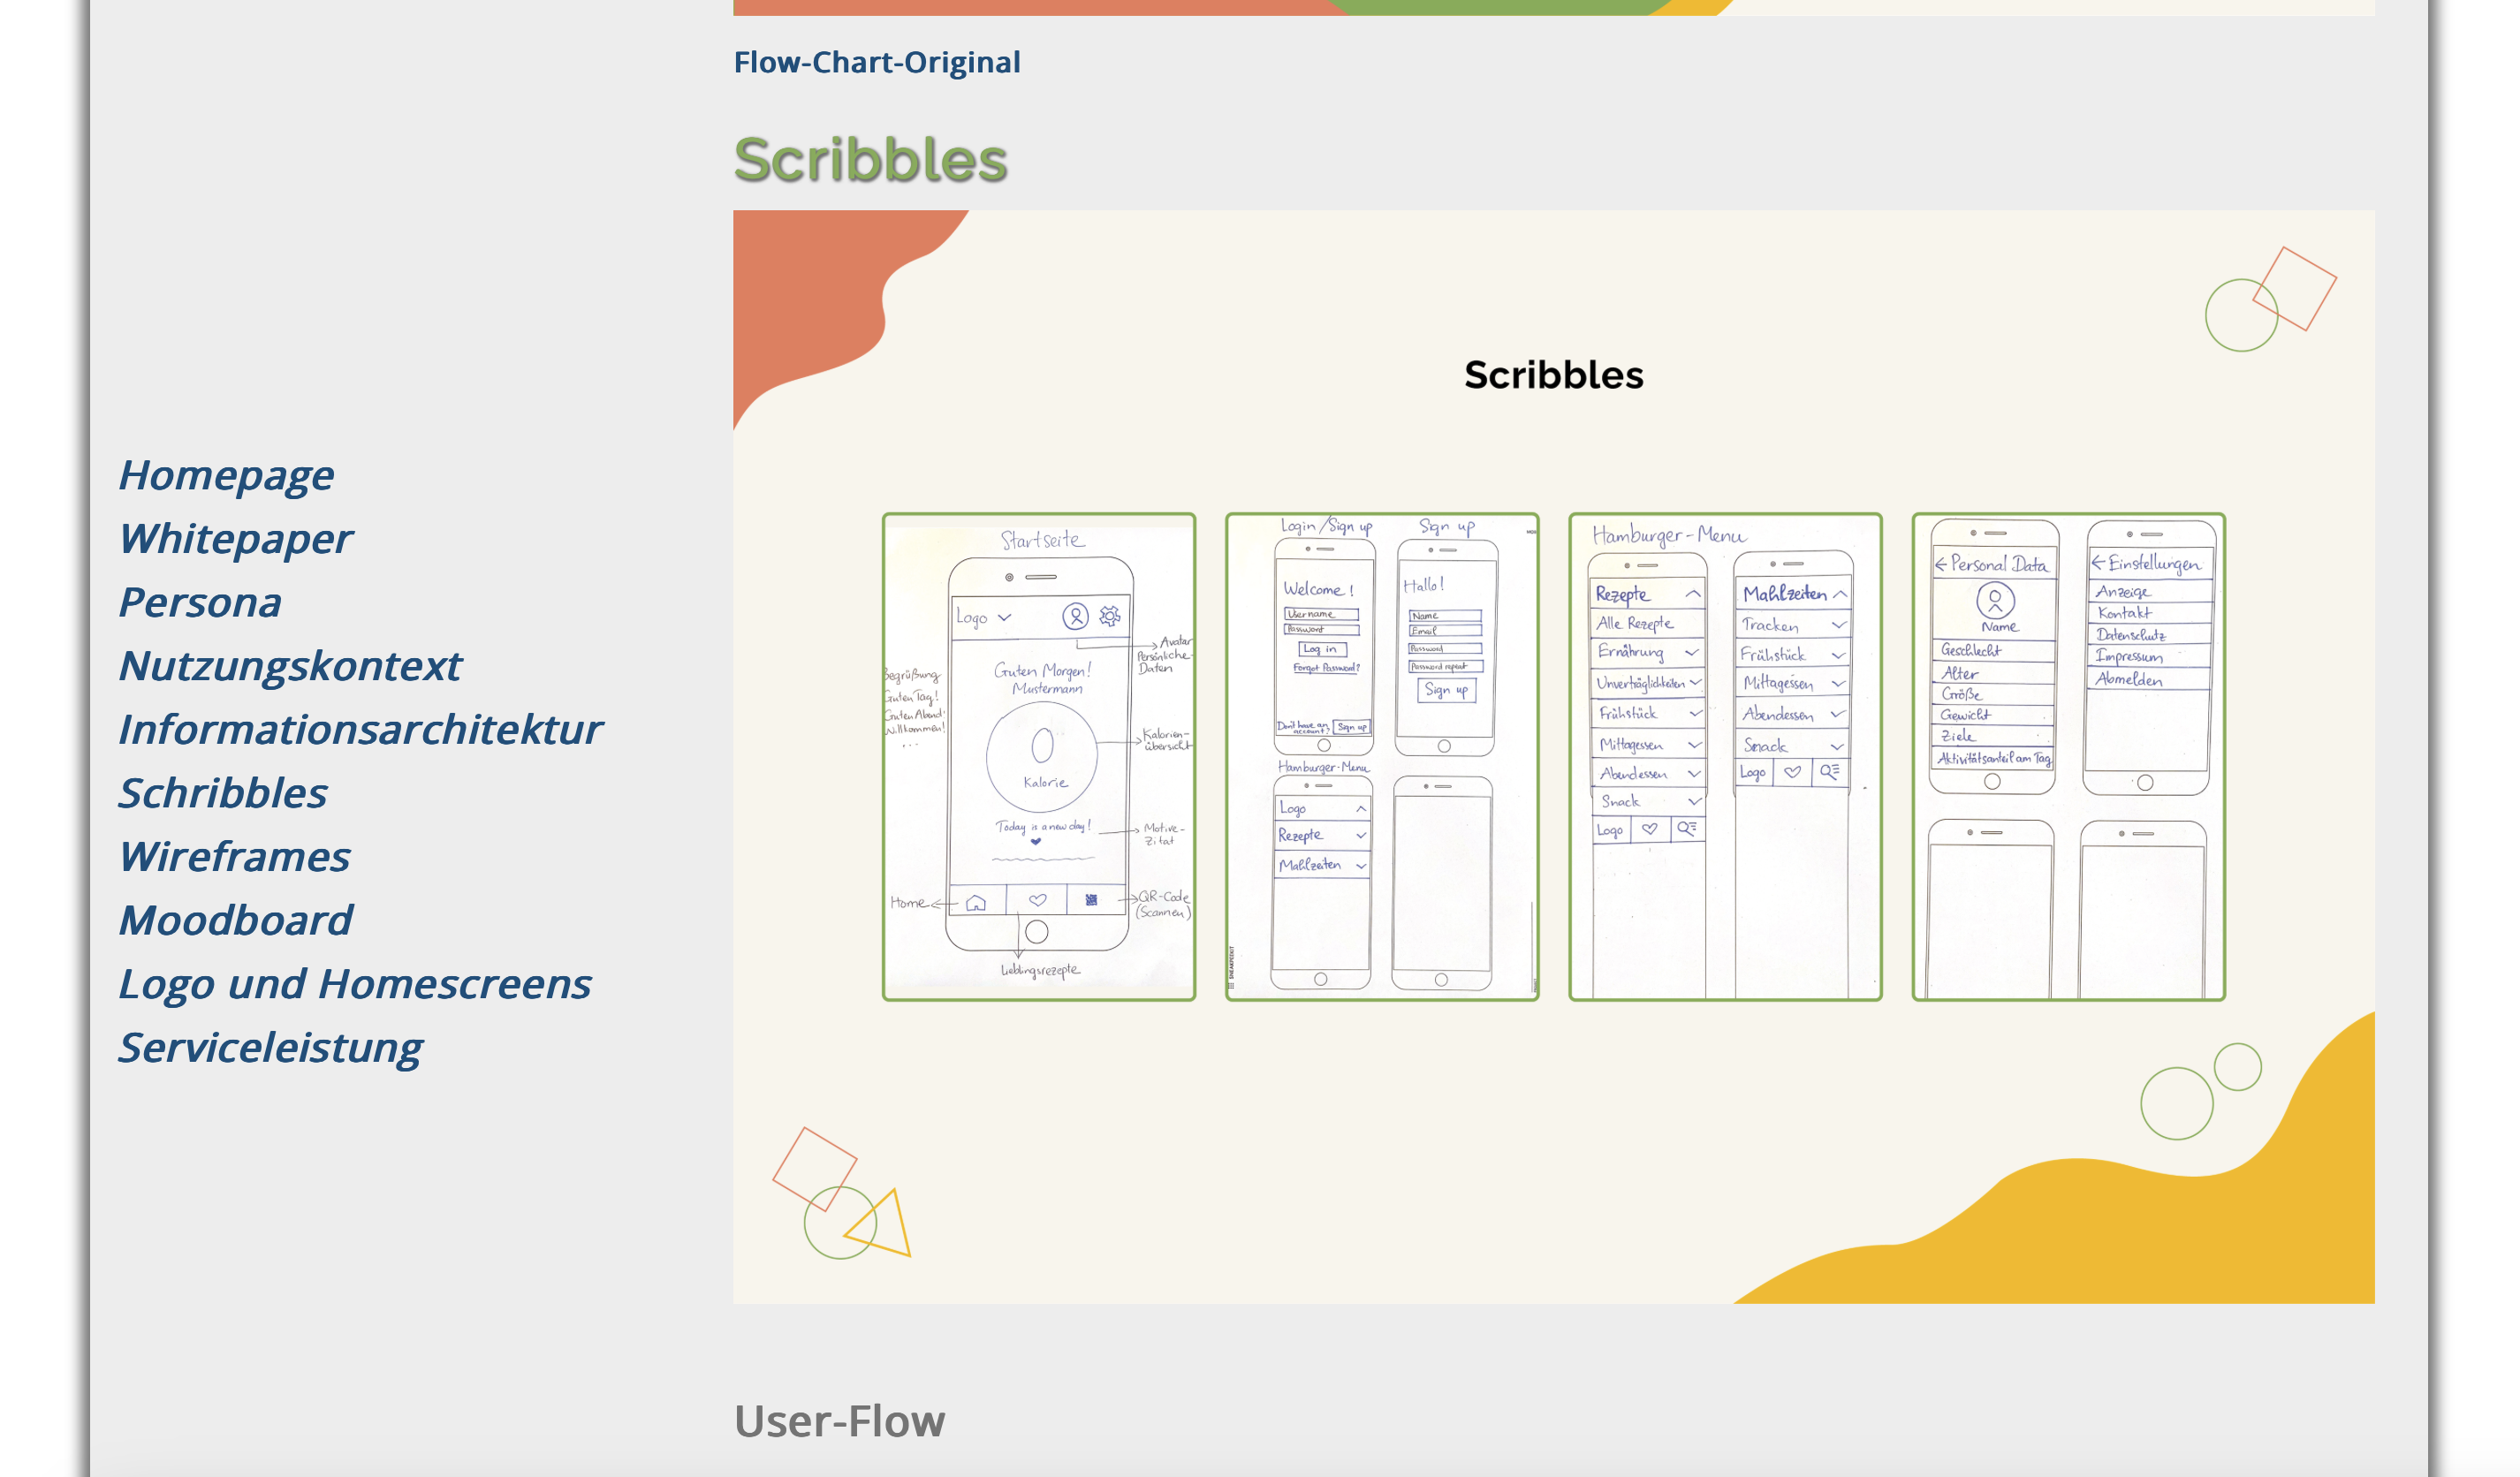 Flow-Chart-Original
Scribbles
Homepage
Whitepaper
Persona
Nutzungskontext
Informationsarchitektur
Schribbles
Wireframes
Moodboard
Logo und Homescreens
Serviceleistung
Scribbles
Startseite
Logo
Avatar
Persönliche-
Daten
Begrüßung
Guten Tag!
Guten Abend!
Willkommen!
...
Guten Morgen!
Mustermann
0
Kalorie
Kalorien-
übersicht
Today is a new day!
Motive-
Zitat
Home
QR-Code
(Scannen)
Lieblingsrezepte
Login/Sign up
Welcome!
Username
Passwort
Log in
Forgot Password?
Don't have an
account?
Sign up
Sign up
Hallo!
Name
Email
Password
Password repeat
Sign up
Hamburger-Menu
Logo
Rezepte
Mahlzeiten
SNEAKPEEKIT
Hamburger-Menu
Rezepte
Alle Rezepte
Ernährung
Unverträglichkeiten
Frühstück
Mittagessen
Abendessen
Snack
Logo
Mahlzeiten
Tracken
Frühstück
Mittagessen
Abendessen
Snack
Logo
Personal Data
Name
Geschlecht
Alter
Größe
Gewicht
Ziele
Aktivitätsanteil am Tag
Einstellungen
Anzeige
Kontakt
Datenschutz
Impressum
Abmelden
User-Flow